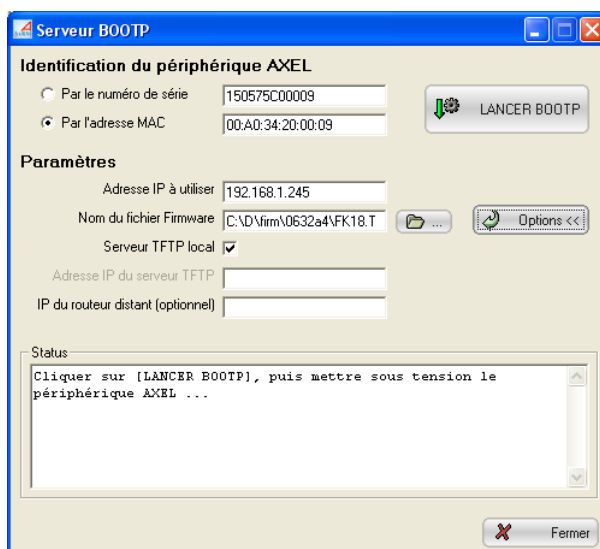 Serveur BOOTP
Identification du périphérique AXEL
Par le numéro de série 150575C00009
Par l'adresse MAC 00:A0:34:20:00:09
LANCER BOOTP
Paramètres
Adresse IP à utiliser 192.168.1.245
Nom du fichier Firmware C:\D\firm\0632a4\FK18.T ... Options <<
Serveur TFTP local
Adresse IP du serveur TFTP
IP du routeur distant (optionnel)
Status
Cliquer sur [LANCER BOOTP], puis mettre sous tension le
périphérique AXEL ...
Fermer